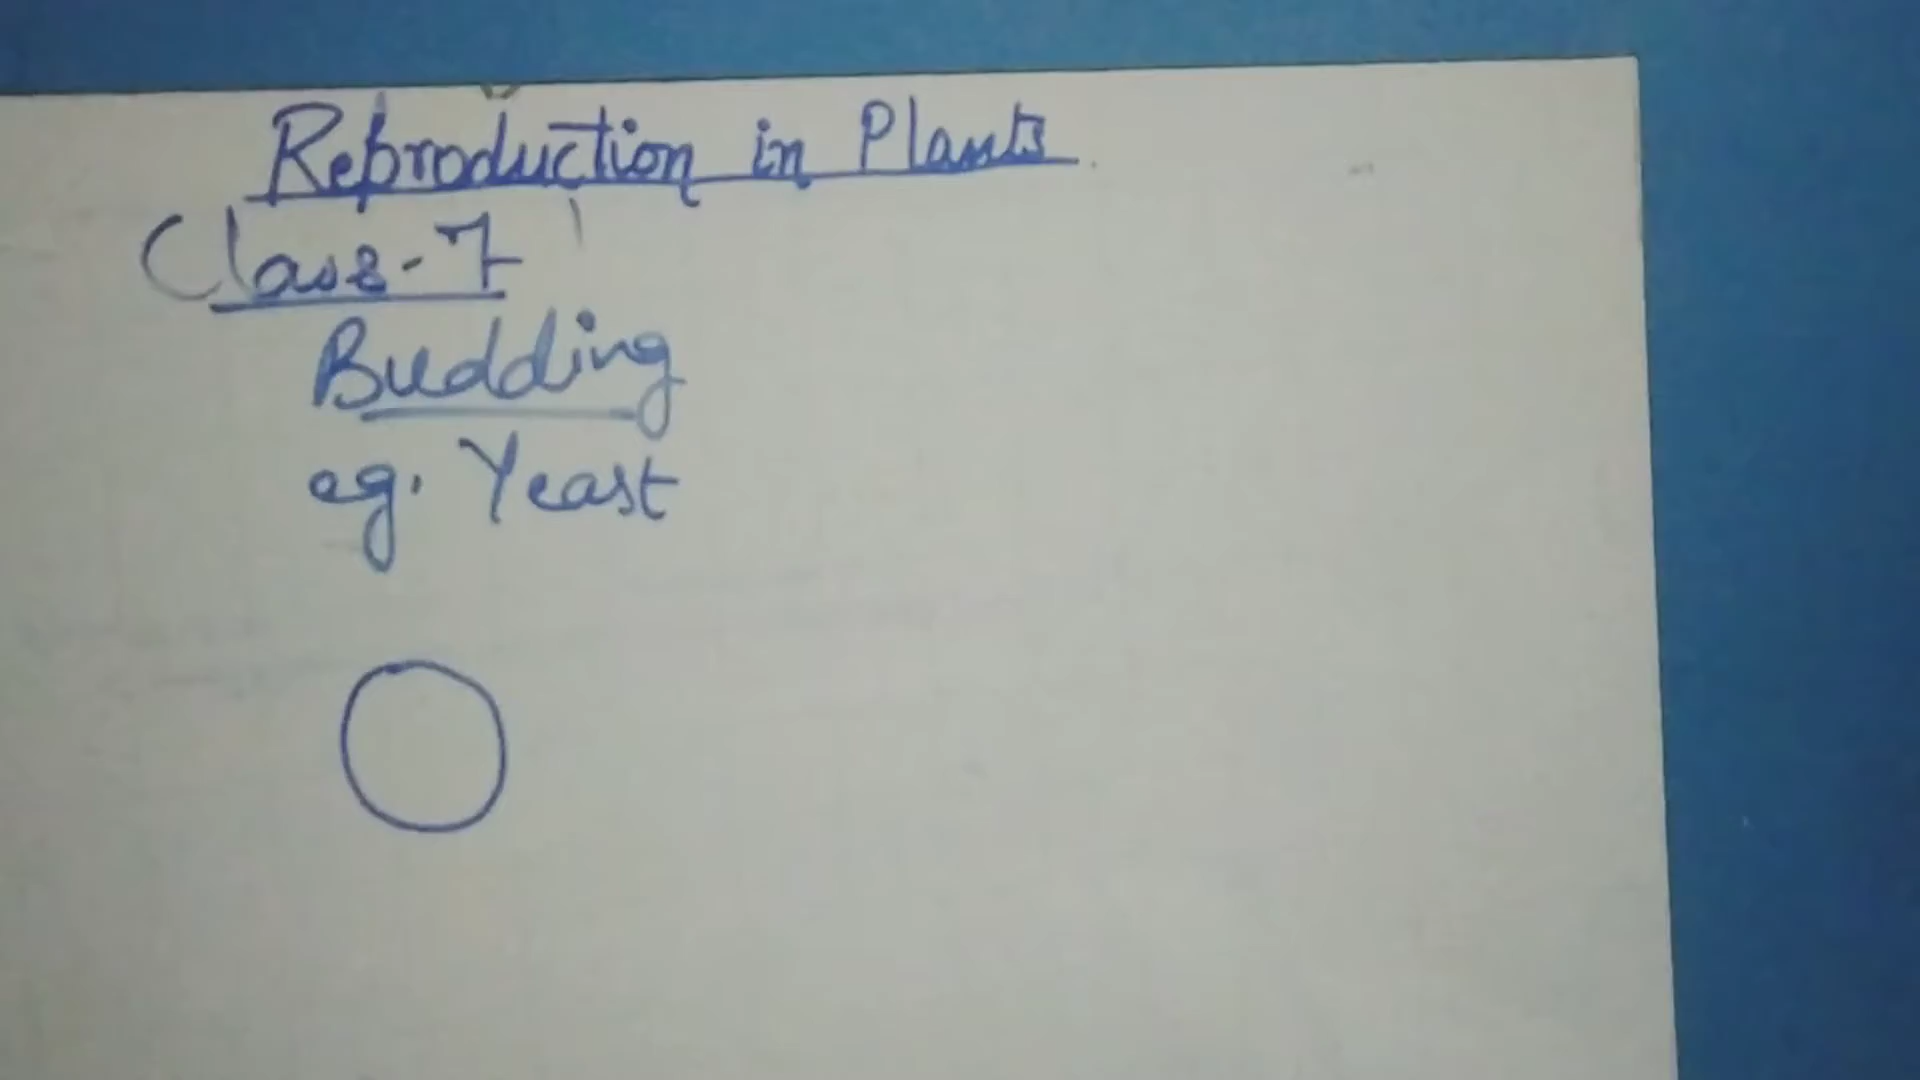 Reproduction in Plants
Class-7
Budding
eg. Yeast